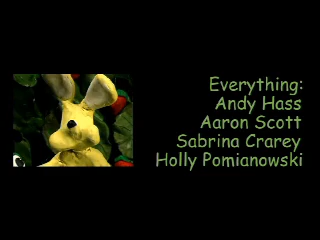 Everything:
Andy Hass
Aaron Scott
Sabrina Crarey
Holly Pomianowski